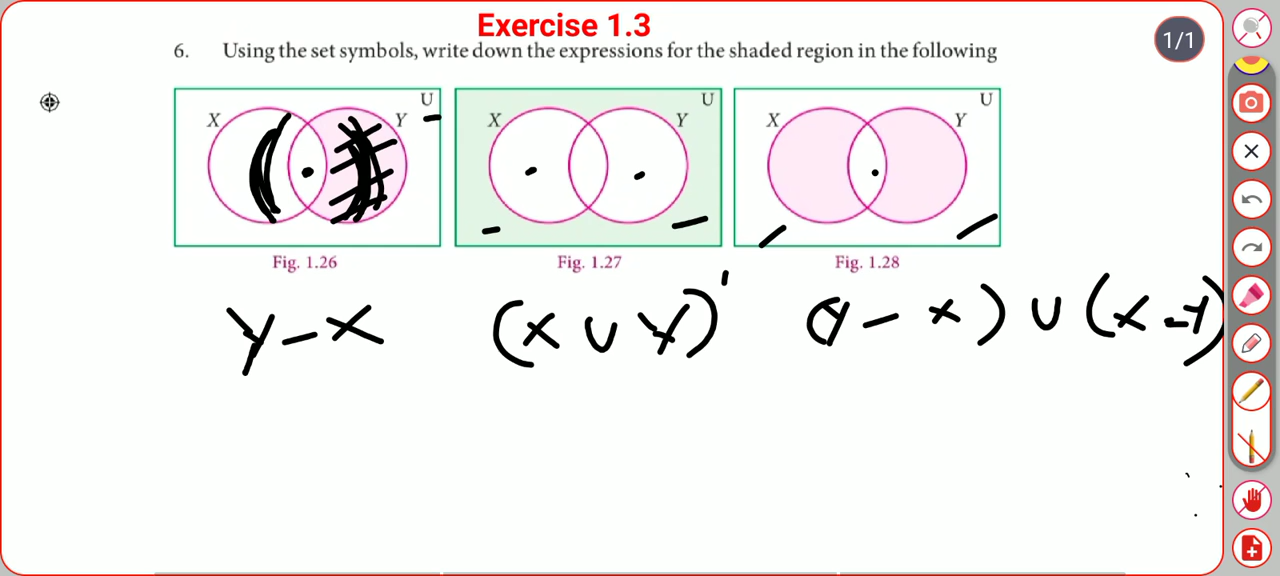 Exercise 1.3
1/1
6. Using the set symbols, write down the expressions for the shaded region in the following
U
X Y
U
X Y
U
X Y
Fig. 1.26 Fig. 1.27 Fig. 1.28
y - x (x ∪ y)' (y - x) ∪ (x - y)